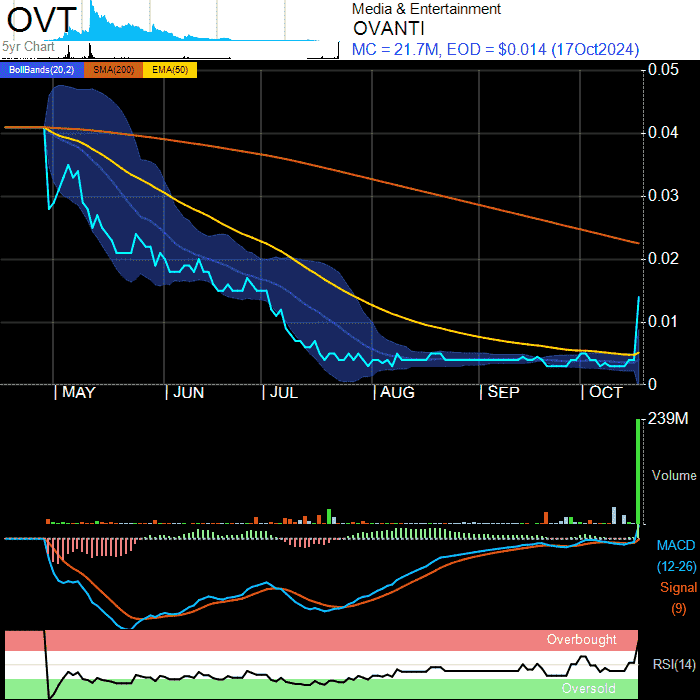 OVT
5yr Chart
Media & Entertainment
OVANTI
MC = 21.7M, EOD = $0.014 (17Oct2024)
BollBands(20,2) SMA(200) EMA(50)
0.05
0.04
0.03
0.02
0.01
0
MAY JUN JUL AUG SEP OCT
239M
Volume
MACD
(12-26)
Signal
(9)
Overbought
RSI(14)
Oversold